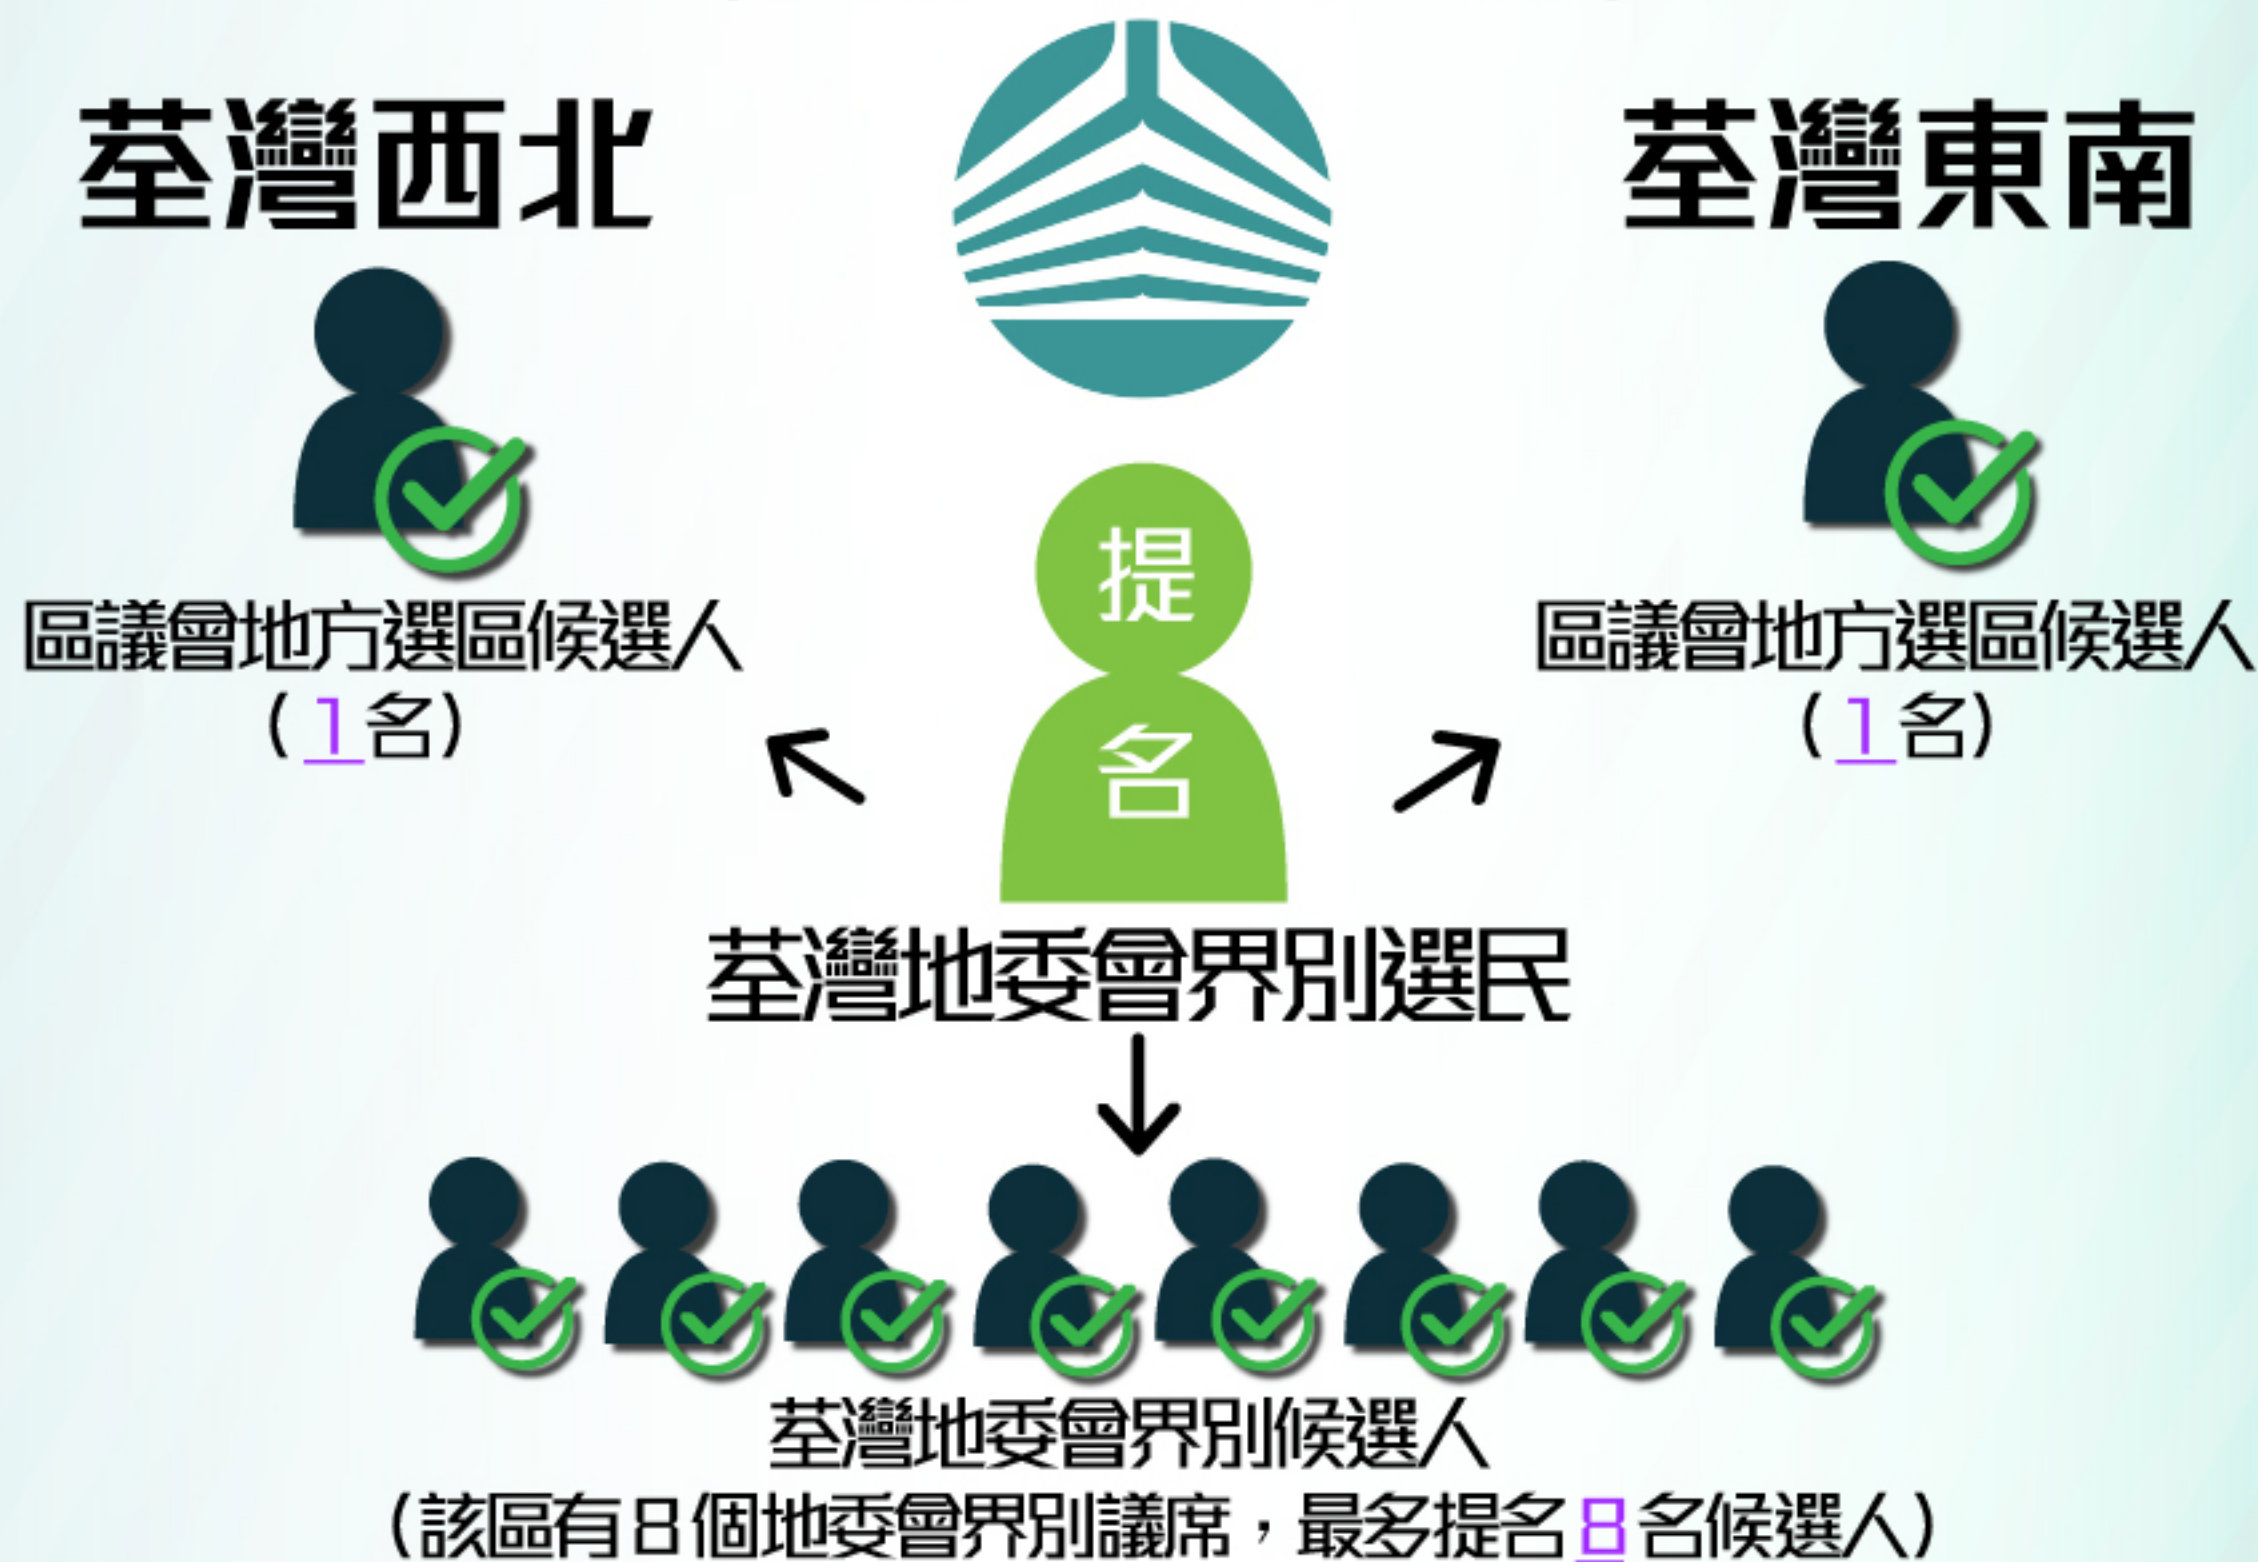 荃灣西北
荃灣東南
區議會地方選區候選人
(1名)
提
名
區議會地方選區候選人
(1名)
荃灣地委會界別選民
荃灣地委會界別候選人
(該區有8個地委會界別議席，最多提名8名候選人)